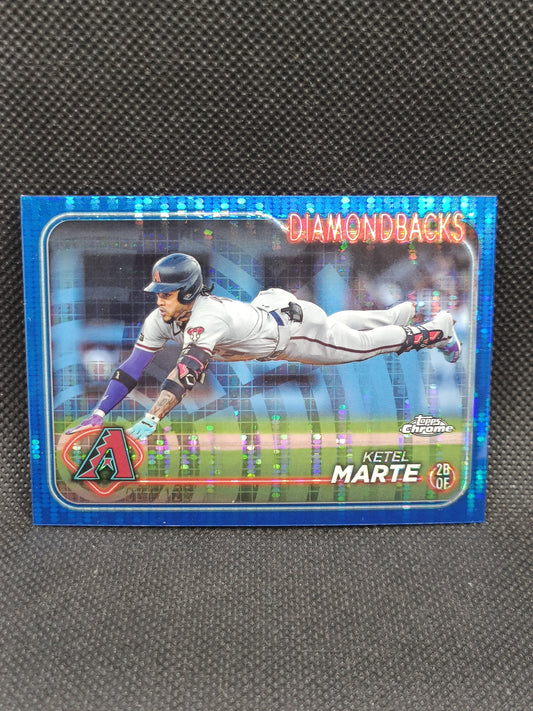 DIAMONDBACKS
Topps
Chrome
KETEL
MARTE
2B
OF
A